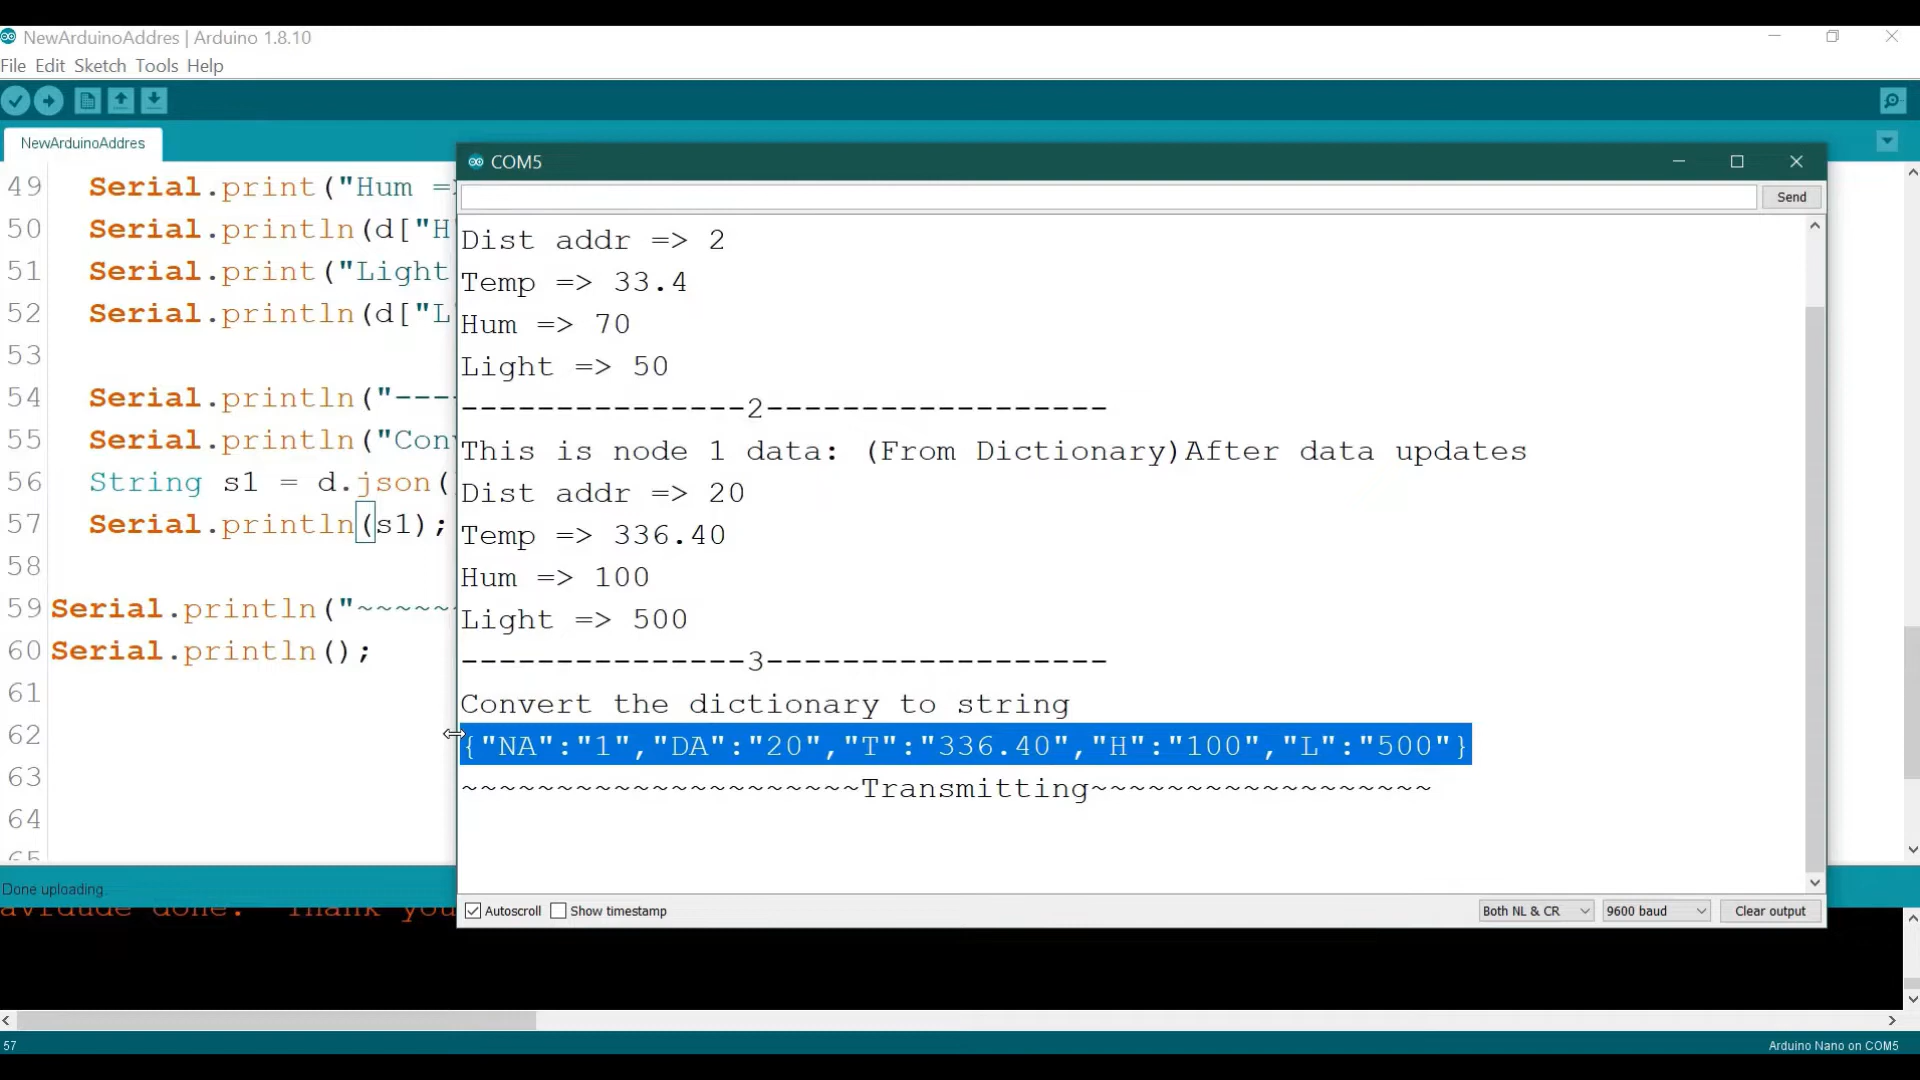 NewArduinoAddres | Arduino 1.8.10
File Edit Sketch Tools Help
NewArduinoAddres
49 Serial.print("Hum =
50 Serial.println(d["H
51 Serial.print("Light
52 Serial.println(d["L
53
54 Serial.println("----
55 Serial.println("Con
56 String s1 = d.json(
57 Serial.println(s1);
58
59 Serial.println("~~~~~
60 Serial.println();
61
62
63
64
65
COM5
Send
Dist addr => 2
Temp => 33.4
Hum => 70
Light => 50
---------------2------------------
This is node 1 data: (From Dictionary)After data updates
Dist addr => 20
Temp => 336.40
Hum => 100
Light => 500
---------------3------------------
Convert the dictionary to string
{"NA":"1","DA":"20","T":"336.40","H":"100","L":"500"}
~~~~~~~~~~~~~~~~~~~~~Transmitting~~~~~~~~~~~~~~~~~~
Autoscroll Show timestamp Both NL & CR 9600 baud Clear output
Done uploading.
avrdude done. Thank you
57 Arduino Nano on COM5